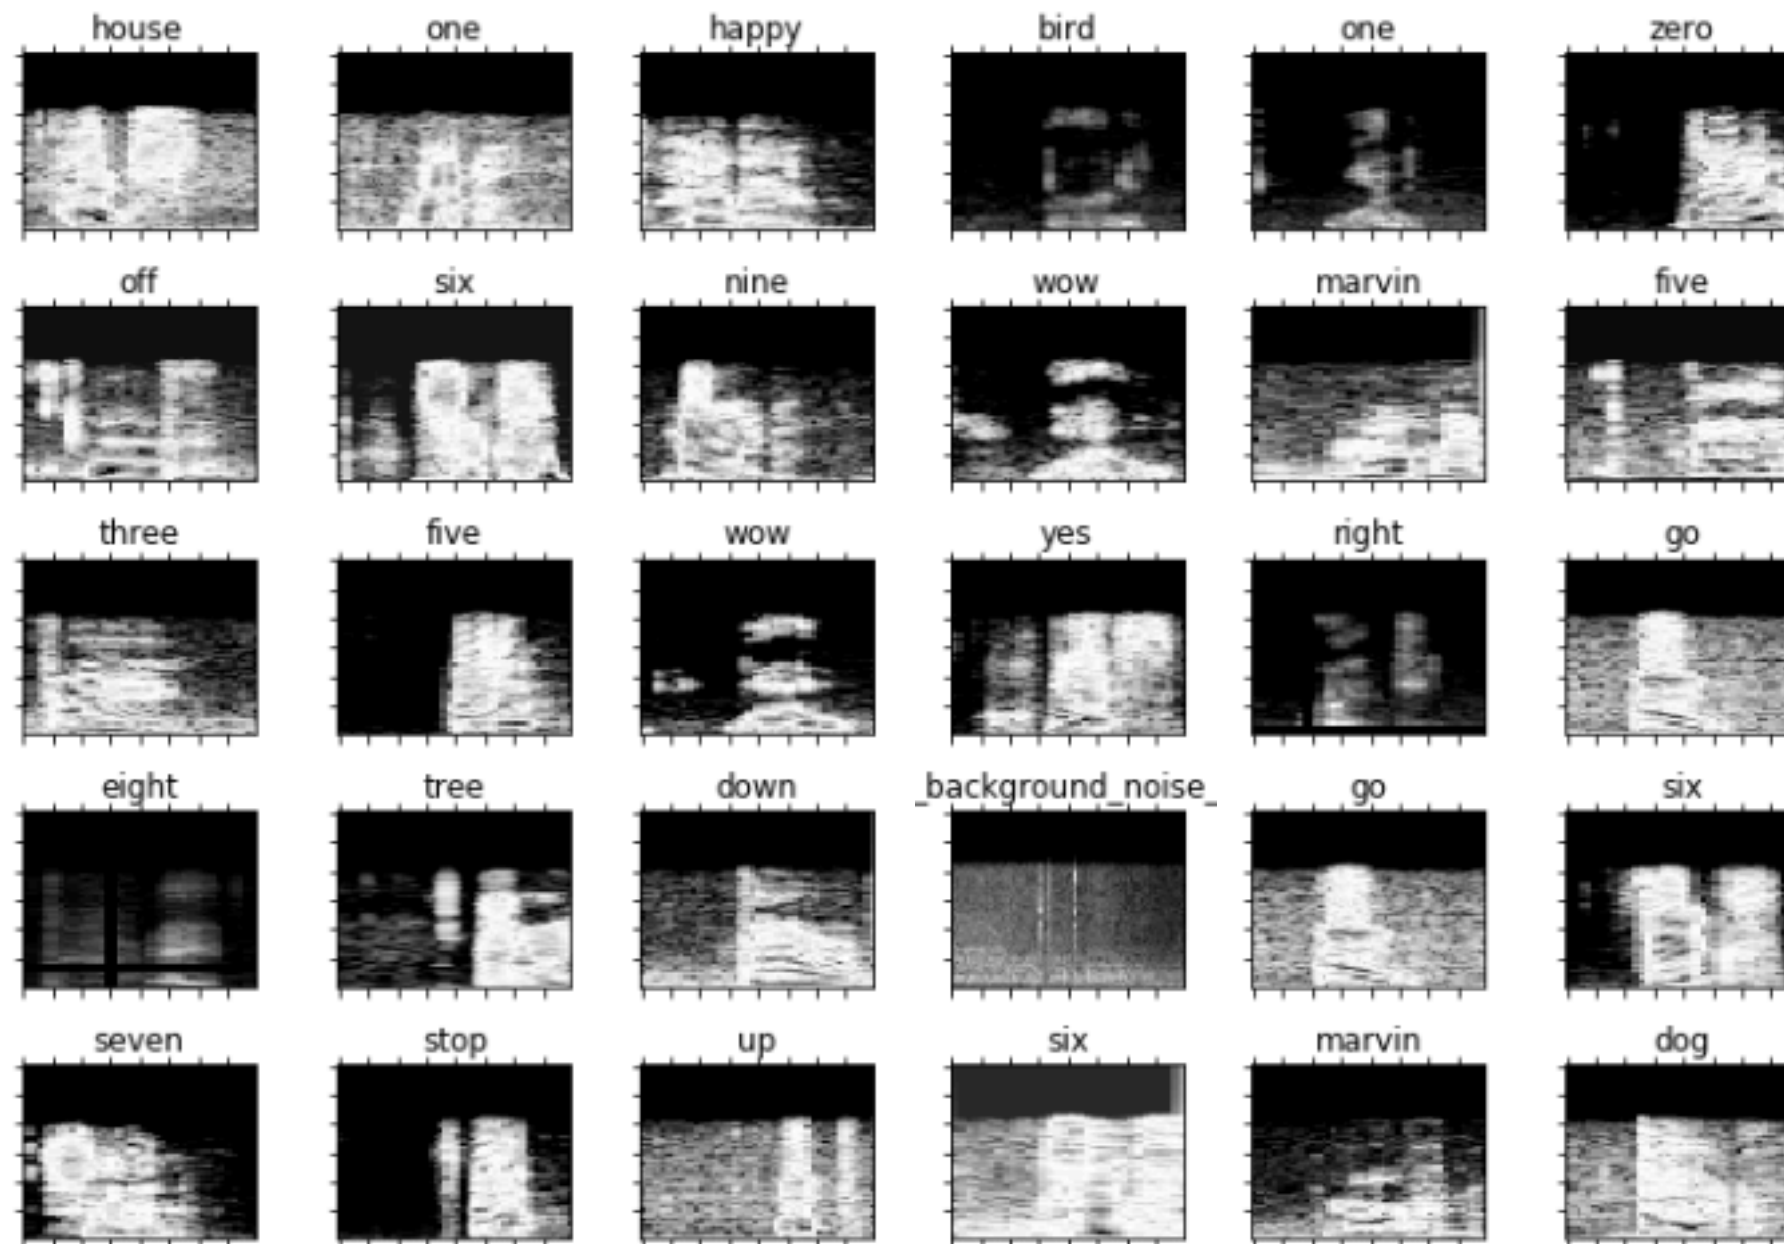 house one happy bird one zero
off six nine wow marvin five
three five wow yes right go
eight tree down _background_noise_ go six
seven stop up six marvin dog